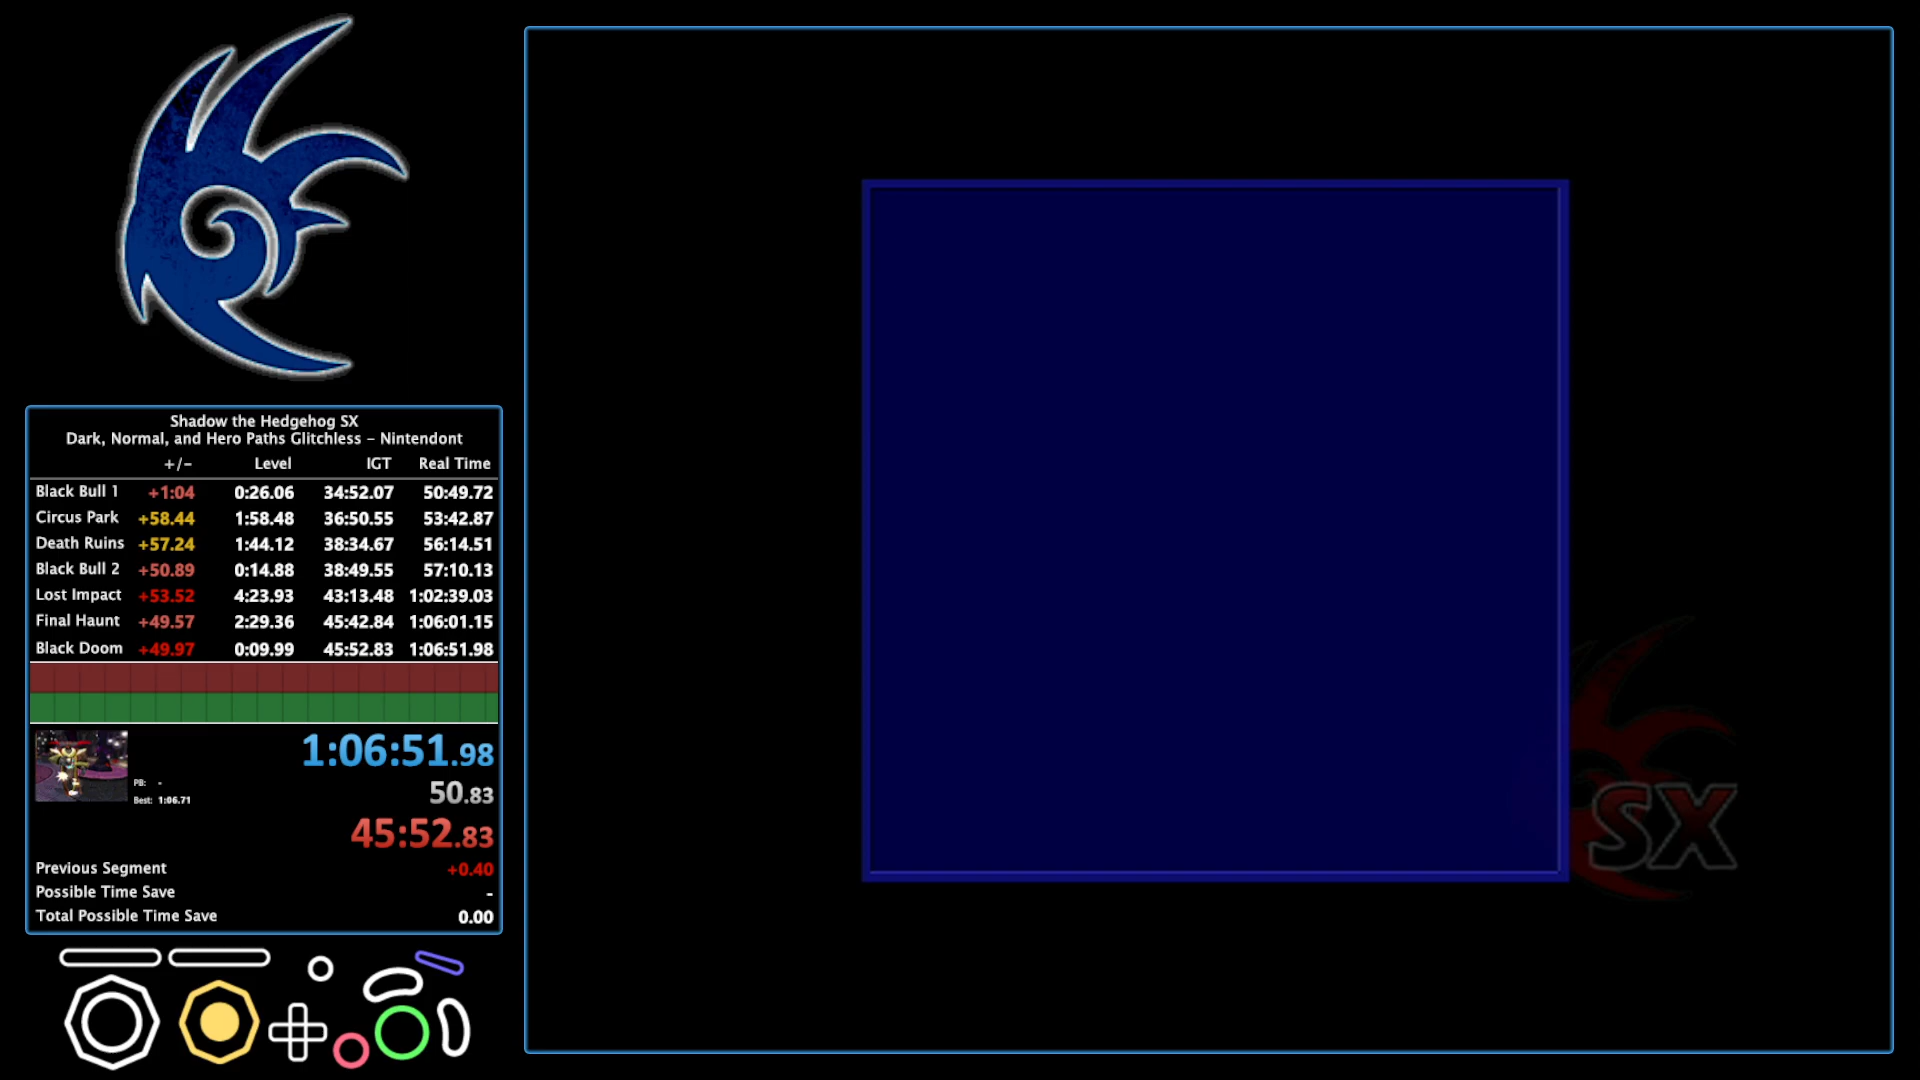 Shadow the Hedgehog SX
Dark, Normal, and Hero Paths Glitchless – Nintendont
+/- Level IGT Real Time
Black Bull 1 +1:04 0:26.06 34:52.07 50:49.72
Circus Park +58.44 1:58.48 36:50.55 53:42.87
Death Ruins +57.24 1:44.12 38:34.67 56:14.51
Black Bull 2 +50.89 0:14.88 38:49.55 57:10.13
Lost Impact +53.52 4:23.93 43:13.48 1:02:39.03
Final Haunt +49.57 2:29.36 45:42.84 1:06:01.15
Black Doom +49.97 0:09.99 45:52.83 1:06:51.98
1:06:51.98
PB: -
50.83
Best: 1:06.71
45:52.83
Previous Segment +0.40
Possible Time Save -
Total Possible Time Save 0.00
SX